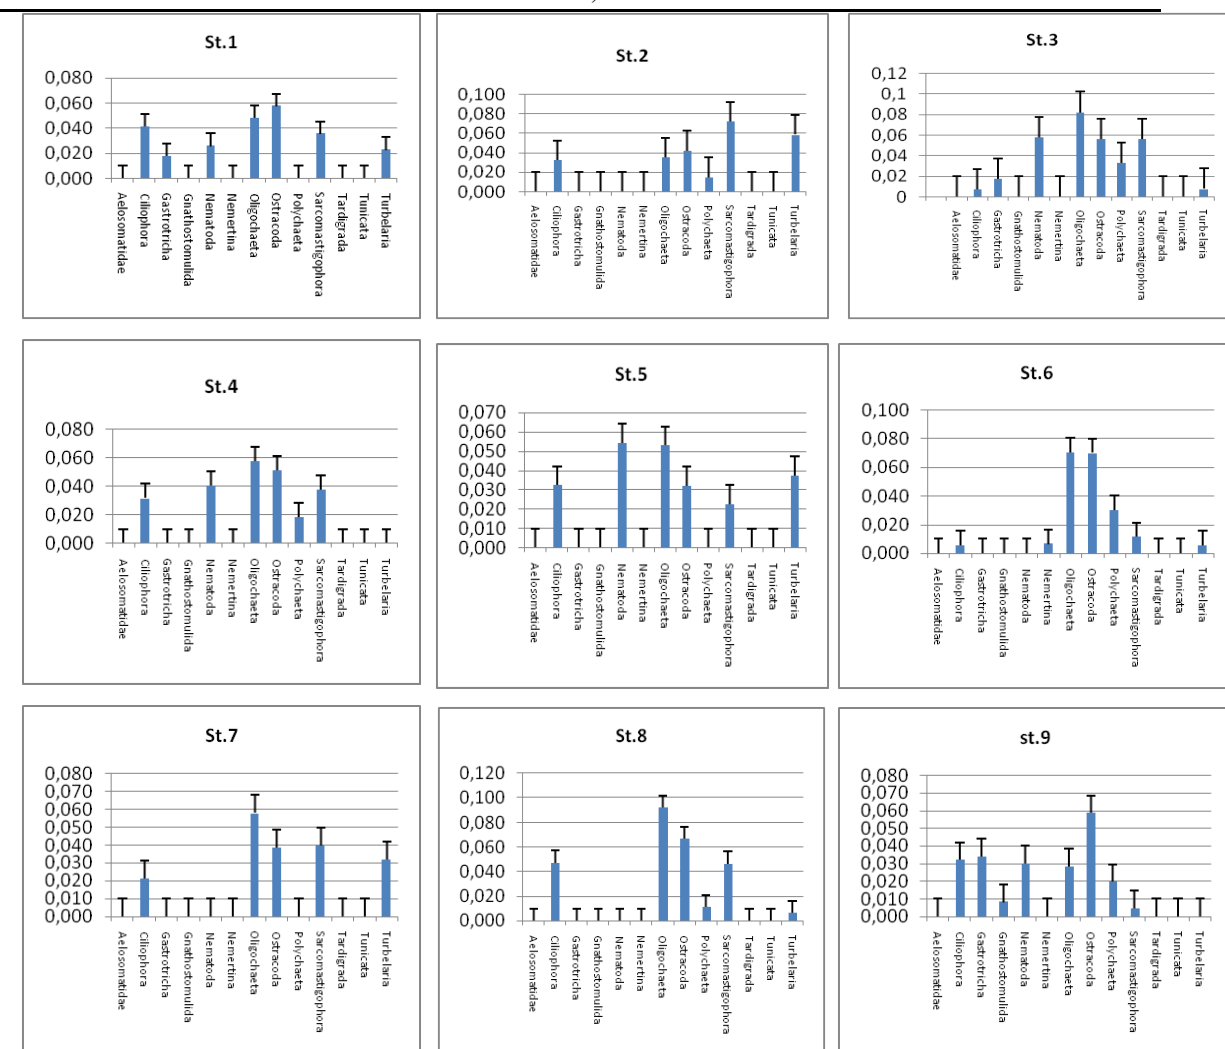 St.1
0,080
0,060
0,040
0,020
0,000
Aelosomatidae
Ciliophora
Gastrotricha
Gnathostomulida
Nematoda
Nemertina
Oligochaeta
Ostracoda
Polychaeta
Sarcomastigophora
Tardigrada
Tunicata
Turbelaria
St.2
0,100
0,080
0,060
0,040
0,020
0,000
Aelosomatidae
Ciliophora
Gastrotricha
Gnathostomulida
Nematoda
Nemertina
Oligochaeta
Ostracoda
Polychaeta
Sarcomastigophora
Tardigrada
Tunicata
Turbelaria
St.3
0,12
0,1
0,08
0,06
0,04
0,02
0
Aelosomatidae
Ciliophora
Gastrotricha
Gnathostomulida
Nematoda
Nemertina
Oligochaeta
Ostracoda
Polychaeta
Sarcomastigophora
Tardigrada
Tunicata
Turbelaria
St.4
0,080
0,060
0,040
0,020
0,000
Aelosomatidae
Ciliophora
Gastrotricha
Gnathostomulida
Nematoda
Nemertina
Oligochaeta
Ostracoda
Polychaeta
Sarcomastigophora
Tardigrada
Tunicata
Turbelaria
St.5
0,070
0,060
0,050
0,040
0,030
0,020
0,010
0,000
Aelosomatidae
Ciliophora
Gastrotricha
Gnathostomulida
Nematoda
Nemertina
Oligochaeta
Ostracoda
Polychaeta
Sarcomastigophora
Tardigrada
Tunicata
Turbelaria
St.6
0,100
0,080
0,060
0,040
0,020
0,000
Aelosomatidae
Ciliophora
Gastrotricha
Gnathostomulida
Nematoda
Nemertina
Oligochaeta
Ostracoda
Polychaeta
Sarcomastigophora
Tardigrada
Tunicata
Turbelaria
St.7
0,080
0,070
0,060
0,050
0,040
0,030
0,020
0,010
0,000
Aelosomatidae
Ciliophora
Gastrotricha
Gnathostomulida
Nematoda
Nemertina
Oligochaeta
Ostracoda
Polychaeta
Sarcomastigophora
Tardigrada
Tunicata
Turbelaria
St.8
0,120
0,100
0,080
0,060
0,040
0,020
0,000
Aelosomatidae
Ciliophora
Gastrotricha
Gnathostomulida
Nematoda
Nemertina
Oligochaeta
Ostracoda
Polychaeta
Sarcomastigophora
Tardigrada
Tunicata
Turbelaria
st.9
0,080
0,070
0,060
0,050
0,040
0,030
0,020
0,010
0,000
Aelosomatidae
Ciliophora
Gastrotricha
Gnathostomulida
Nematoda
Nemertina
Oligochaeta
Ostracoda
Polychaeta
Sarcomastigophora
Tardigrada
Tunicata
Turbelaria